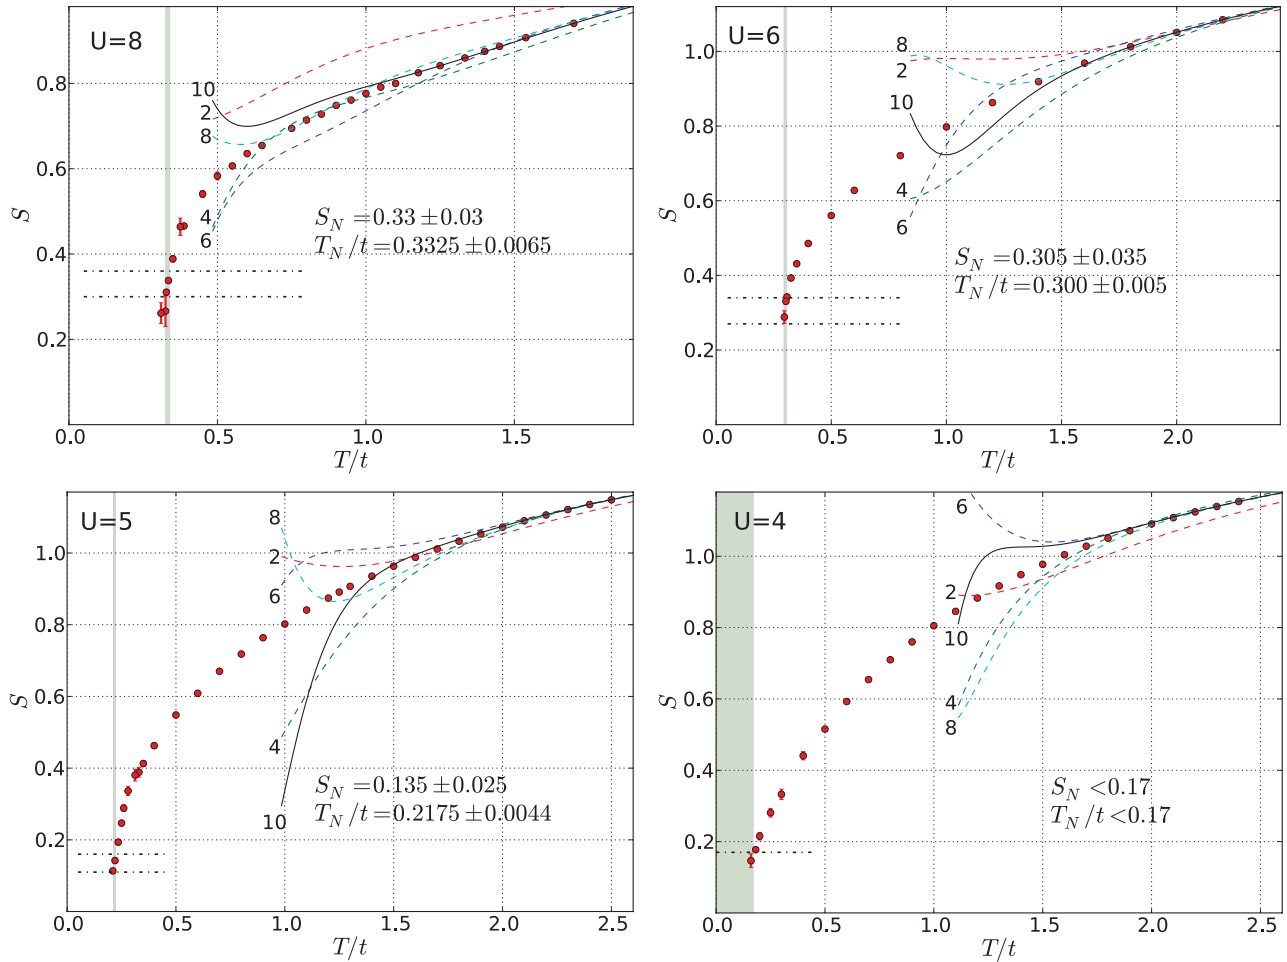 U=8
S
0.8
0.6
0.4
0.2
10
2
8
4
6
S_N = 0.33 ± 0.03
T_N/t = 0.3325 ± 0.0065
0.0 0.5 1.0 1.5
T/t
U=6
S
1.0
0.8
0.6
0.4
0.2
8
2
10
4
6
S_N = 0.305 ± 0.035
T_N/t = 0.300 ± 0.005
0.0 0.5 1.0 1.5 2.0
T/t
U=5
S
1.0
0.8
0.6
0.4
0.2
8
2
6
4
10
S_N = 0.135 ± 0.025
T_N/t = 0.2175 ± 0.0044
0.0 0.5 1.0 1.5 2.0 2.5
T/t
U=4
S
1.0
0.8
0.6
0.4
0.2
6
2
10
4
8
S_N < 0.17
T_N/t < 0.17
0.0 0.5 1.0 1.5 2.0 2.5
T/t